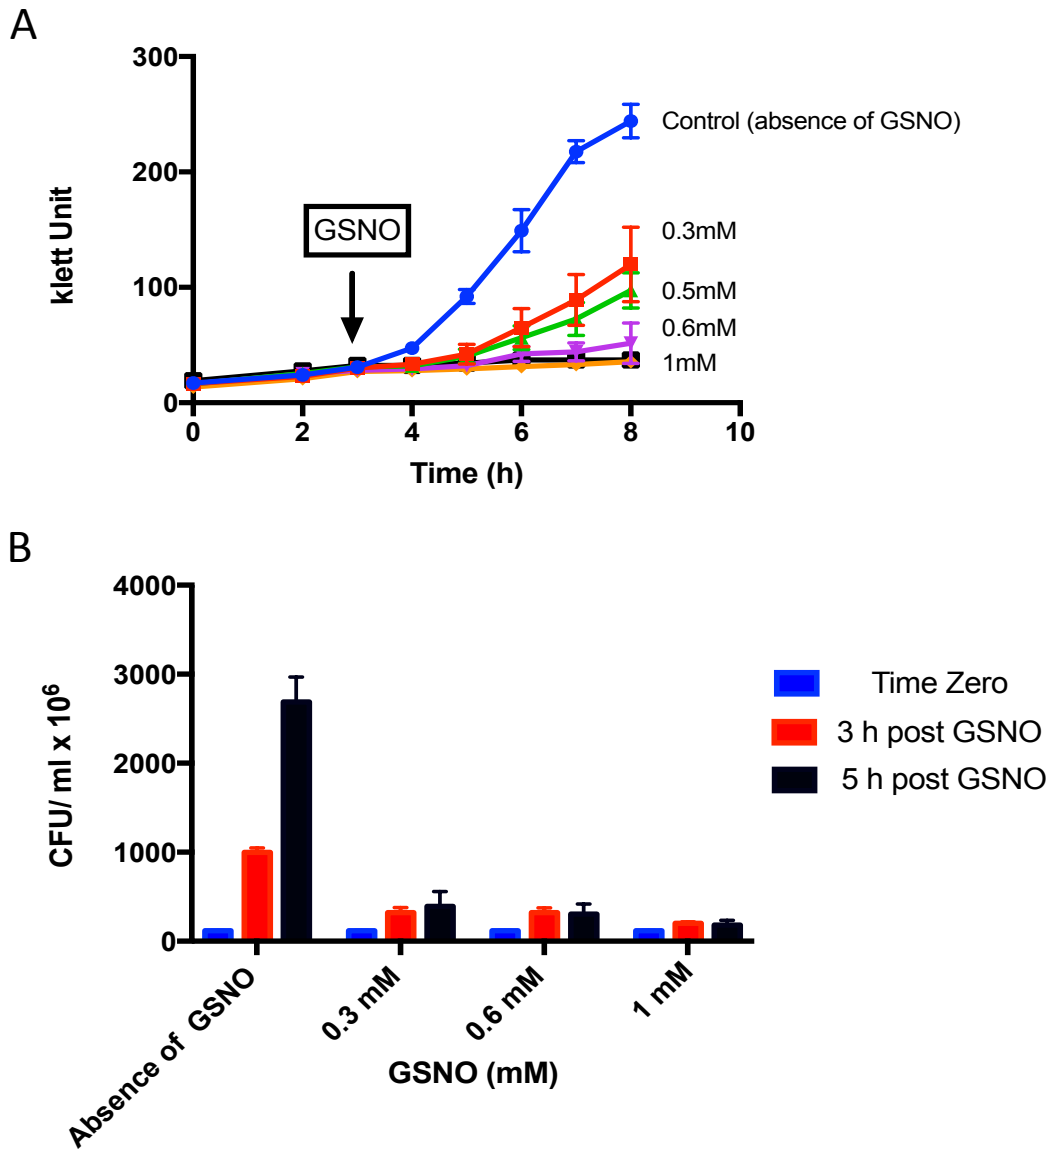 A
300
200
100
0
klett Unit
GSNO
Control (absence of GSNO)
0.3mM
0.5mM
0.6mM
1mM
0 2 4 6 8 10
Time (h)
B
4000
3000
2000
1000
0
CFU/ ml x 10⁶
Time Zero
3 h post GSNO
5 h post GSNO
Absence of GSNO
0.3 mM
0.6 mM
1 mM
GSNO (mM)